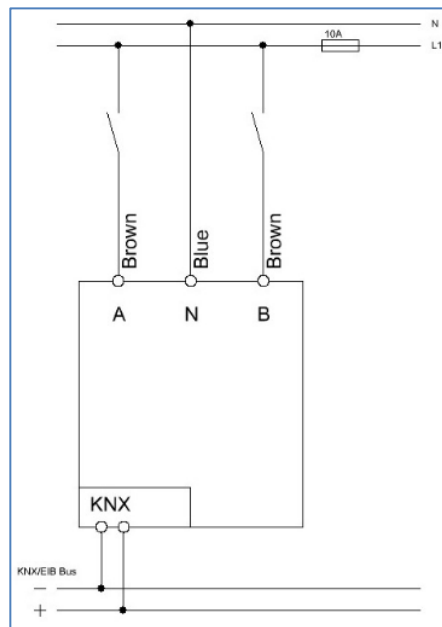 N
10A
L1
Brown
Blue
Brown
A N B
KNX
KNX/EIB Bus
−
+